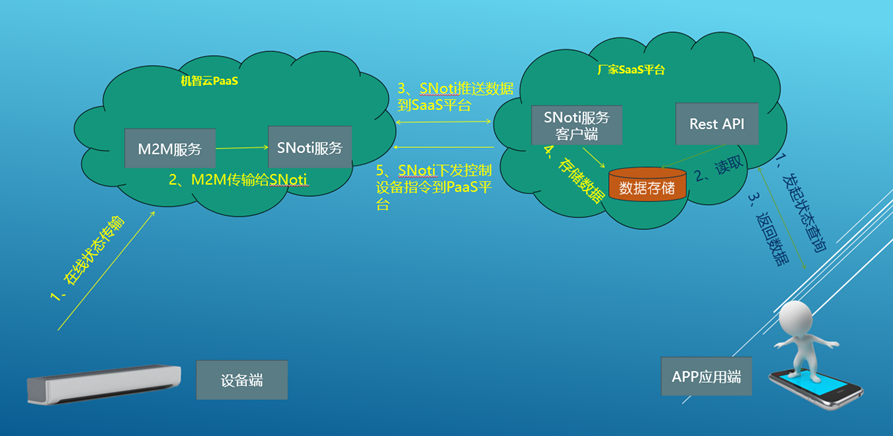 机智云PaaS
厂家SaaS平台
3、SNoti推送数据
到SaaS平台
SNoti服务
客户端
Rest API
M2M服务
SNoti服务
2、M2M传输给SNoti
5、SNoti下发控制
设备指令到PaaS平
台
4、存储数据
数据存储
2、读取
1、发起状态查询
3、返回数据
1、在线状态传输
设备端
APP应用端